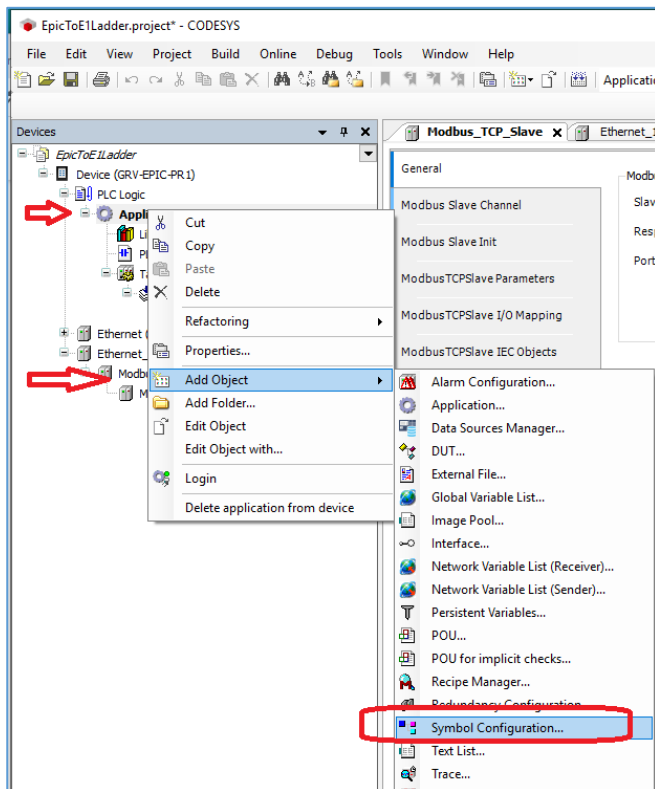 EpicToE1Ladder.project* - CODESYS
File Edit View Project Build Online Debug Tools Window Help
Applicatio
Devices
EpicToE1Ladder
Device (GRV-EPIC-PR1)
PLC Logic
Appli
Li
Ethernet (
Ethernet_
Modb
M
Modbus_TCP_Slave
Ethernet_1
General
Modbus Slave Channel
Modbus Slave Init
ModbusTCPSlave Parameters
ModbusTCPSlave I/O Mapping
ModbusTCPSlave IEC Objects
Modbu
Slav
Resp
Port
Cut
Copy
Paste
Delete
Refactoring
Properties...
Add Object
Add Folder...
Edit Object
Edit Object with...
Login
Delete application from device
Alarm Configuration...
Application...
Data Sources Manager...
DUT...
External File...
Global Variable List...
Image Pool...
Interface...
Network Variable List (Receiver)...
Network Variable List (Sender)...
Persistent Variables...
POU...
POU for implicit checks...
Recipe Manager...
Redundancy Configuration...
Symbol Configuration...
Text List...
Trace...